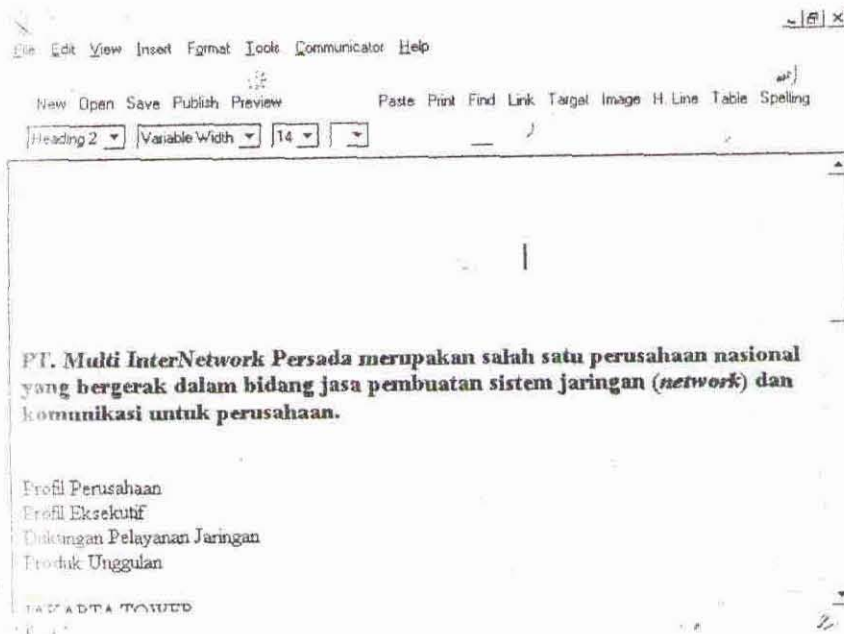 File Edit View Insert Format Tools Communicator Help
New Open Save Publish Preview Paste Print Find Link Target Image H. Line Table Spelling
Heading 2 Variable Width 14
PT. Multi InterNetwork Persada merupakan salah satu perusahaan nasional
yang bergerak dalam bidang jasa pembuatan sistem jaringan (network) dan
komunikasi untuk perusahaan.
Profil Perusahaan
Profil Eksekutif
Dukungan Pelayanan Jaringan
Produk Unggulan
JAKARTA TOWER